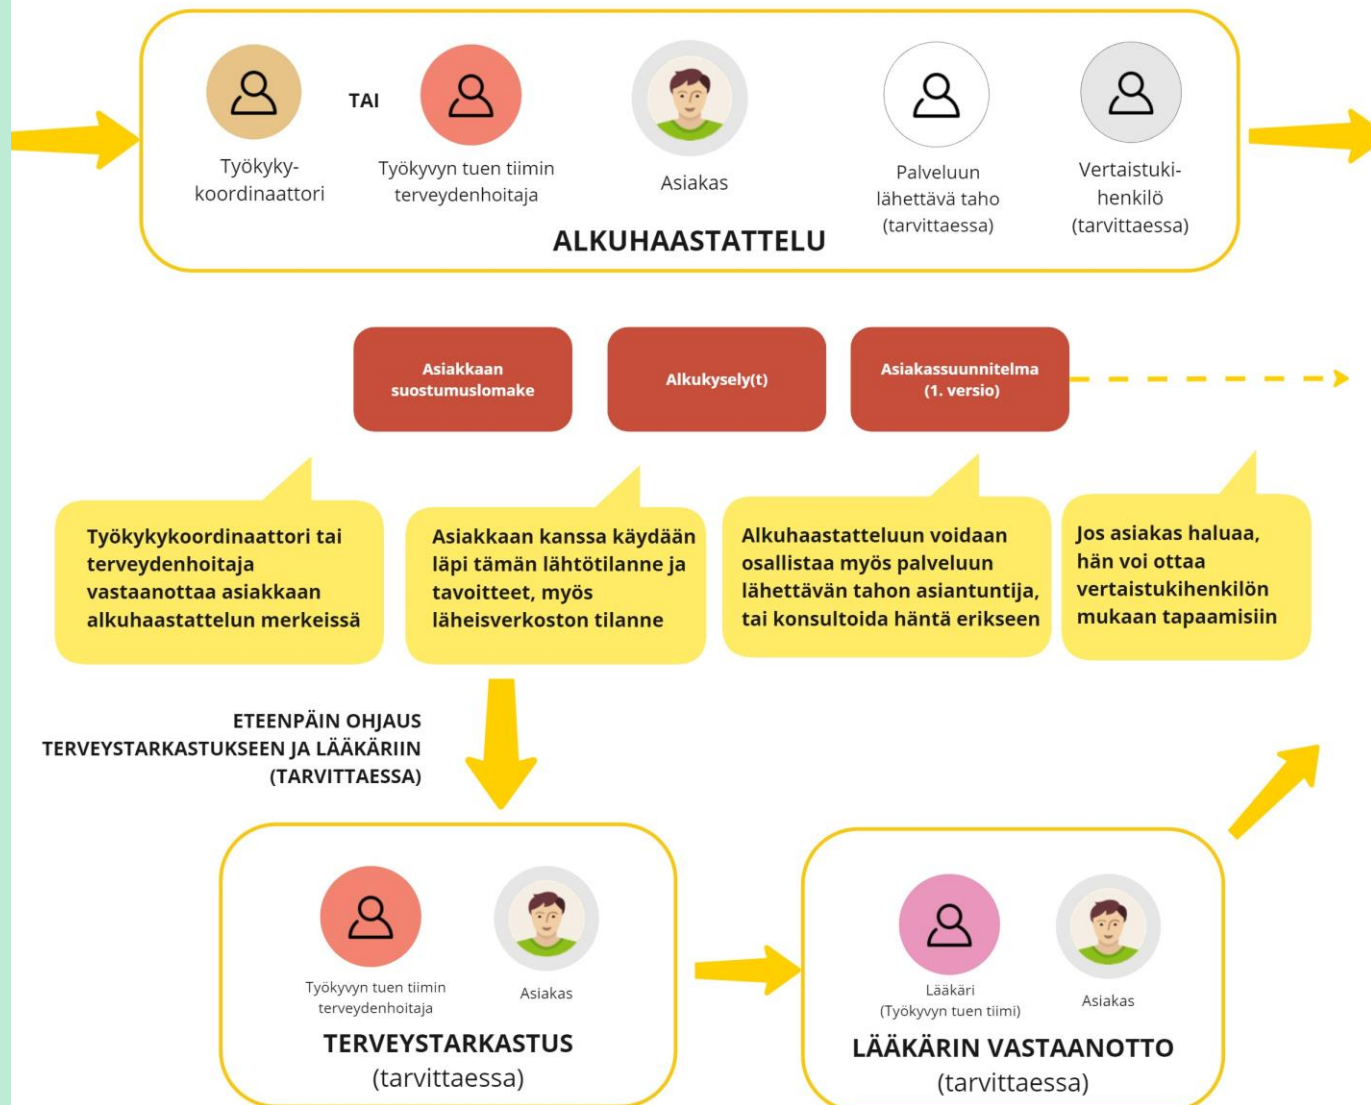 Työkyky-
koordinaattori
TAI
Työkyvyn tuen tiimin
terveydenhoitaja
Asiakas
Palveluun
lähettävä taho
(tarvittaessa)
Vertaistuki-
henkilö
(tarvittaessa)
ALKUHAASTATTELU
Asiakkaan
suostumuslomake
Alkukysely(t)
Asiakassuunnitelma
(1. versio)
Työkykykoordinaattori tai
terveydenhoitaja
vastaanottaa asiakkaan
alkuhaastattelun merkeissä
Asiakkaan kanssa käydään
läpi tämän lähtötilanne ja
tavoitteet, myös
läheisverkoston tilanne
Alkuhaastatteluun voidaan
osallistaa myös palveluun
lähettävän tahon asiantuntija,
tai konsultoida häntä erikseen
Jos asiakas haluaa,
hän voi ottaa
vertaistukihenkilön
mukaan tapaamisiin
ETEENPÄIN OHJAUS
TERVEYSTARKASTUKSEEN JA LÄÄKÄRIIN
(TARVITTAESSA)
Työkyvyn tuen tiimin
terveydenhoitaja
Asiakas
TERVEYSTARKASTUS
(tarvittaessa)
Lääkäri
(Työkyvyn tuen tiimi)
Asiakas
LÄÄKÄRIN VASTAANOTTO
(tarvittaessa)